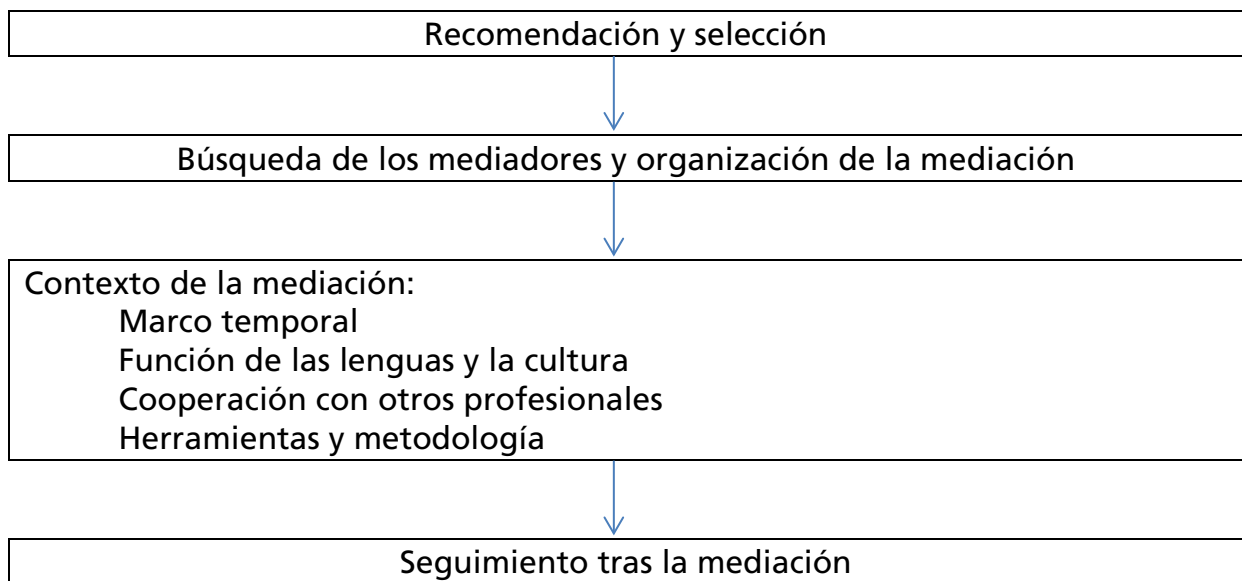 Recomendación y selección
Búsqueda de los mediadores y organización de la mediación
Contexto de la mediación:
Marco temporal
Función de las lenguas y la cultura
Cooperación con otros profesionales
Herramientas y metodología
Seguimiento tras la mediación